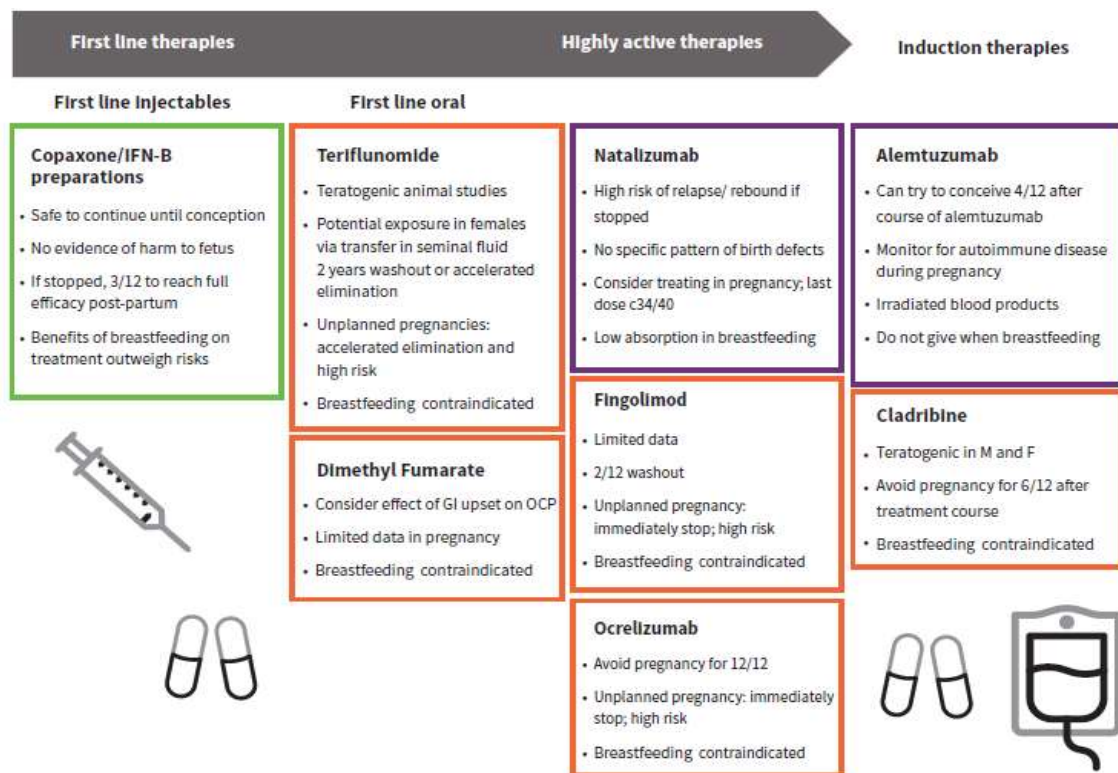 First line therapies
Highly active therapies
Induction therapies
First line injectables
First line oral
Copaxone/IFN-B
preparations
• Safe to continue until conception
• No evidence of harm to fetus
• If stopped, 3/12 to reach full
efficacy post-partum
• Benefits of breastfeeding on
treatment outweigh risks
Teriflunomide
• Teratogenic animal studies
• Potential exposure in females
via transfer in seminal fluid
2 years washout or accelerated
elimination
• Unplanned pregnancies:
accelerated elimination and
high risk
• Breastfeeding contraindicated
Dimethyl Fumarate
• Consider effect of GI upset on OCP
• Limited data in pregnancy
• Breastfeeding contraindicated
Natalizumab
• High risk of relapse/ rebound if
stopped
• No specific pattern of birth defects
• Consider treating in pregnancy; last
dose c34/40
• Low absorption in breastfeeding
Fingolimod
• Limited data
• 2/12 washout
• Unplanned pregnancy:
immediately stop; high risk
• Breastfeeding contraindicated
Ocrelizumab
• Avoid pregnancy for 12/12
• Unplanned pregnancy: immediately
stop; high risk
• Breastfeeding contraindicated
Alemtuzumab
• Can try to conceive 4/12 after
course of alemtuzumab
• Monitor for autoimmune disease
during pregnancy
• Irradiated blood products
• Do not give when breastfeeding
Cladribine
• Teratogenic in M and F
• Avoid pregnancy for 6/12 after
treatment course
• Breastfeeding contraindicated